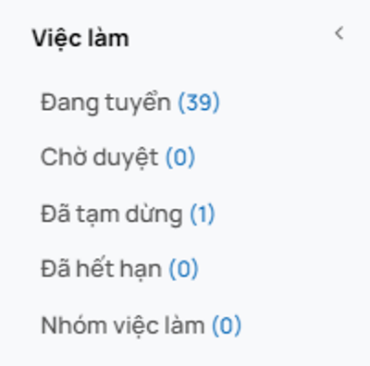 Việc làm
Đang tuyển (39)
Chờ duyệt (0)
Đã tạm dừng (1)
Đã hết hạn (0)
Nhóm việc làm (0)